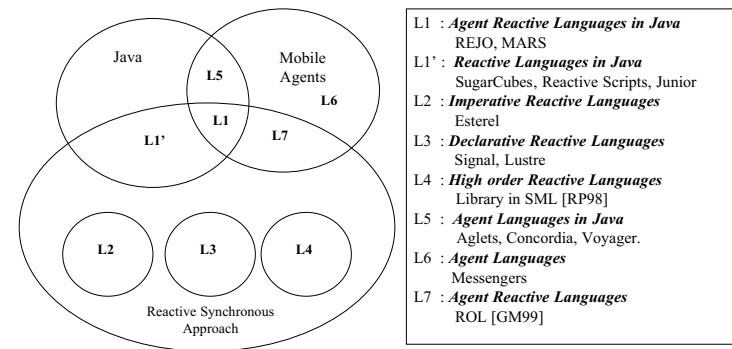 Java
Mobile
Agents
L5
L6
L1
L1’
L7
L2
L3
L4
Reactive Synchronous
Approach
L1 : Agent Reactive Languages in Java
REJO, MARS
L1’ : Reactive Languages in Java
SugarCubes, Reactive Scripts, Junior
L2 : Imperative Reactive Languages
Esterel
L3 : Declarative Reactive Languages
Signal, Lustre
L4 : High order Reactive Languages
Library in SML [RP98]
L5 : Agent Languages in Java
Aglets, Concordia, Voyager.
L6 : Agent Languages
Messengers
L7 : Agent Reactive Languages
ROL [GM99]